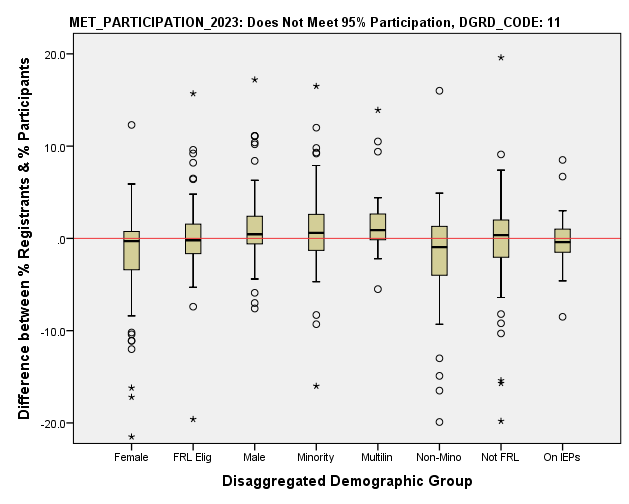 MET_PARTICIPATION_2023: Does Not Meet 95% Participation, DGRD_CODE: 11
Difference between % Registrants & % Participants
20.0
10.0
.0
-10.0
-20.0
Female FRL Elig Male Minority Multilin Non-Mino Not FRL On IEPs
Disaggregated Demographic Group